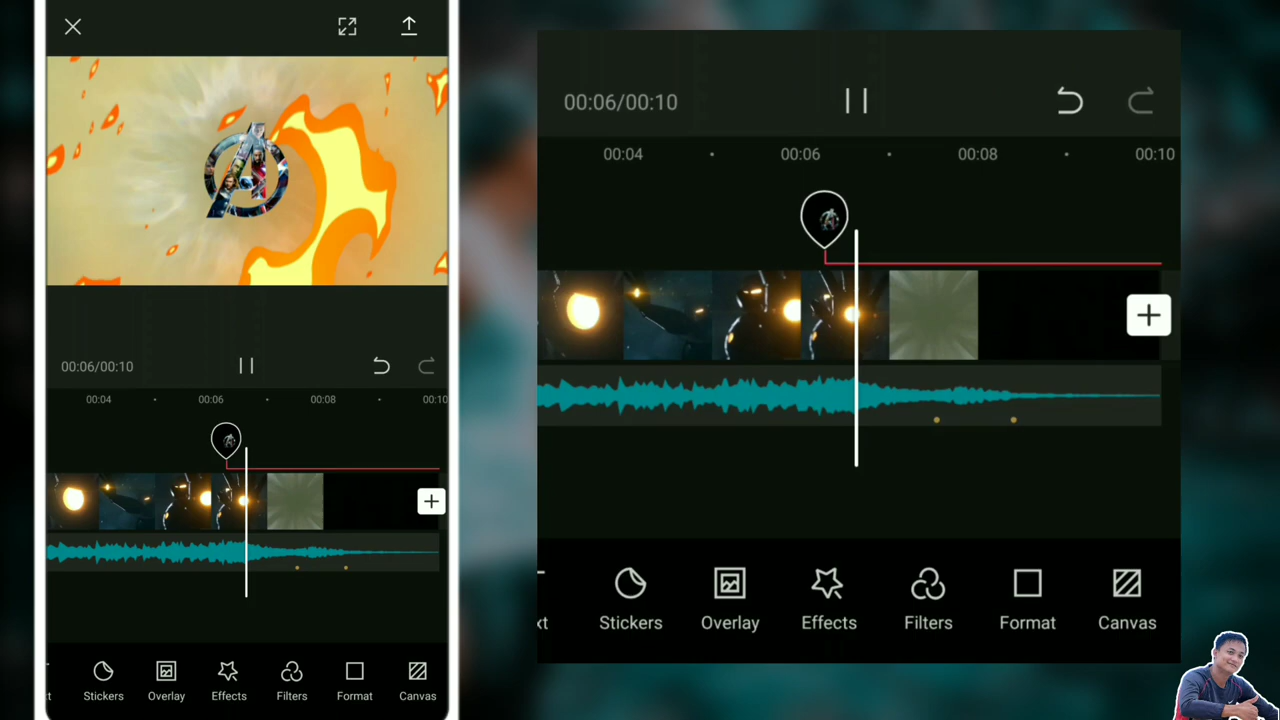 00:06/00:10
00:04
00:06
00:08
00:10
xt
Stickers
Overlay
Effects
Filters
Format
Canvas
00:06/00:10
00:04
00:06
00:08
00:10
t
Stickers
Overlay
Effects
Filters
Format
Canvas